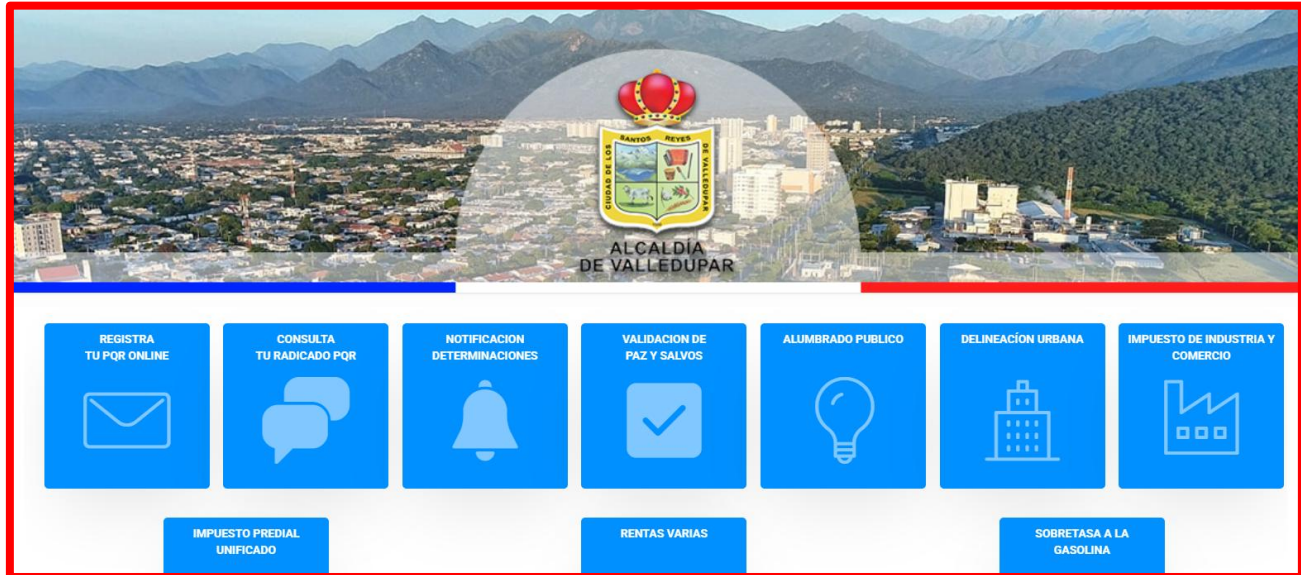 CIUDAD DE LOS
SANTOS REYES
DE VALLEDUPAR
ALCALDÍA
DE VALLEDUPAR
REGISTRA
TU PQR ONLINE
CONSULTA
TU RADICADO PQR
NOTIFICACION
DETERMINACIONES
VALIDACION DE
PAZ Y SALVOS
ALUMBRADO PUBLICO
DELINEACÍON URBANA
IMPUESTO DE INDUSTRIA Y
COMERCIO
IMPUESTO PREDIAL
UNIFICADO
RENTAS VARIAS
SOBRETASA A LA
GASOLINA